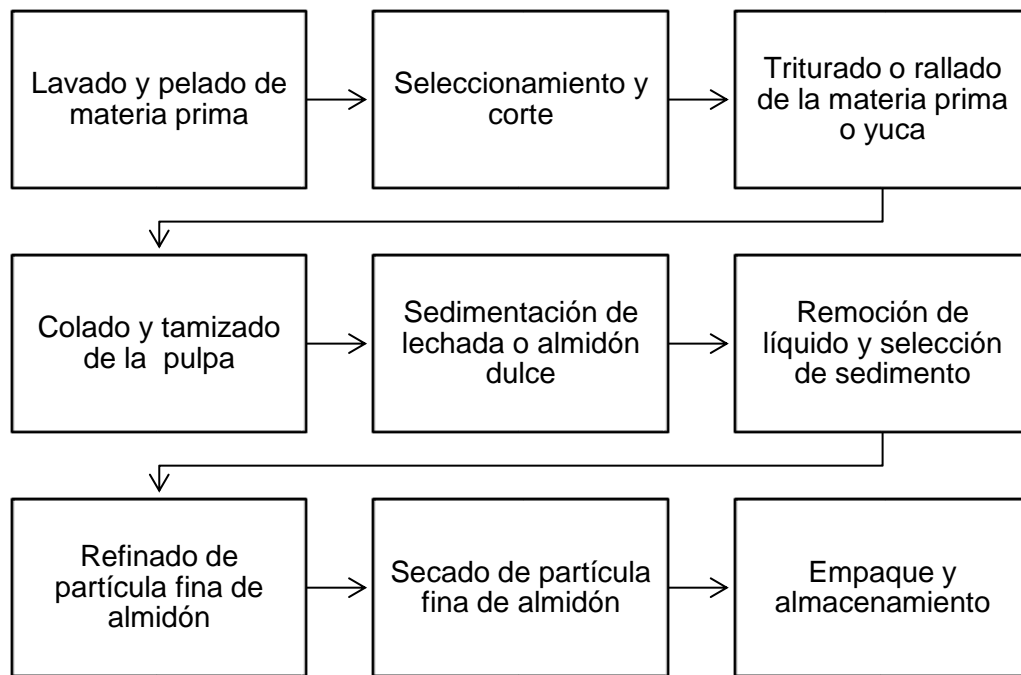 Lavado y pelado de
materia prima
Seleccionamiento y
corte
Triturado o rallado
de la materia prima
o yuca
Colado y tamizado
de la  pulpa
Sedimentación de
lechada o almidón
dulce
Remoción de
líquido y selección
de sedimento
Refinado de
partícula fina de
almidón
Secado de partícula
fina de almidón
Empaque y
almacenamiento